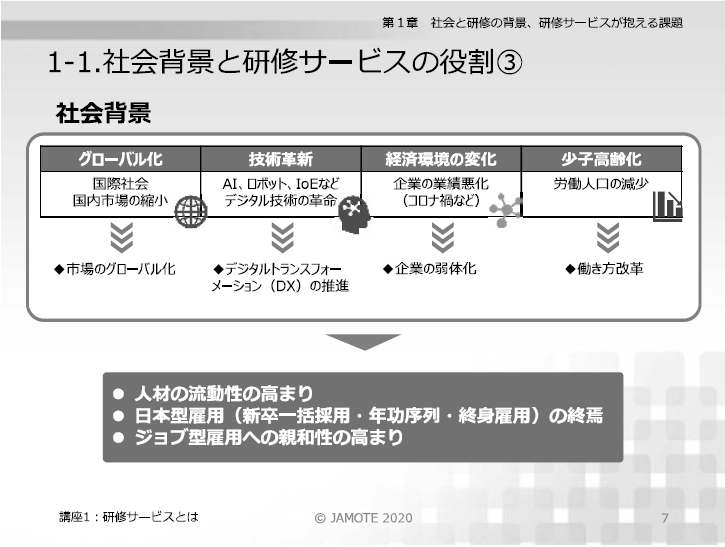 第1章 社会と研修の背景、研修サービスが抱える課題
1-1.社会背景と研修サービスの役割③
社会背景
グローバル化
国際社会
国内市場の縮小
◆市場のグローバル化
技術革新
AI、ロボット、IoEなど
デジタル技術の革命
◆デジタルトランスフォー
メーション（DX）の推進
経済環境の変化
企業の業績悪化
（コロナ禍など）
◆企業の弱体化
少子高齢化
労働人口の減少
◆働き方改革
● 人材の流動性の高まり
● 日本型雇用（新卒一括採用・年功序列・終身雇用）の終焉
● ジョブ型雇用への親和性の高まり
講座1：研修サービスとは
© JAMOTE 2020
7